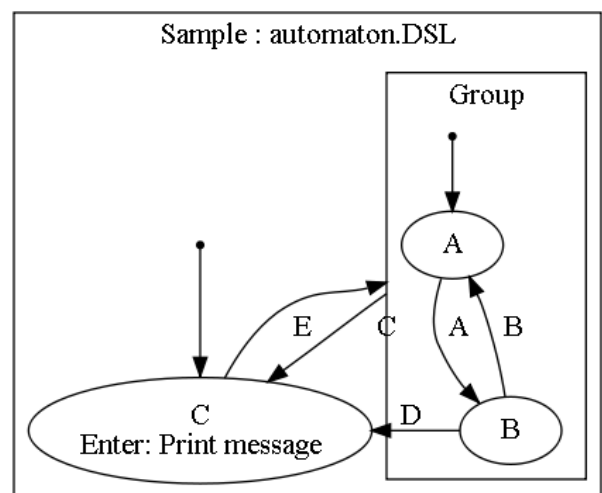 Sample : automaton.DSL
Group
A
E
C
A
B
C
Enter: Print message
D
B